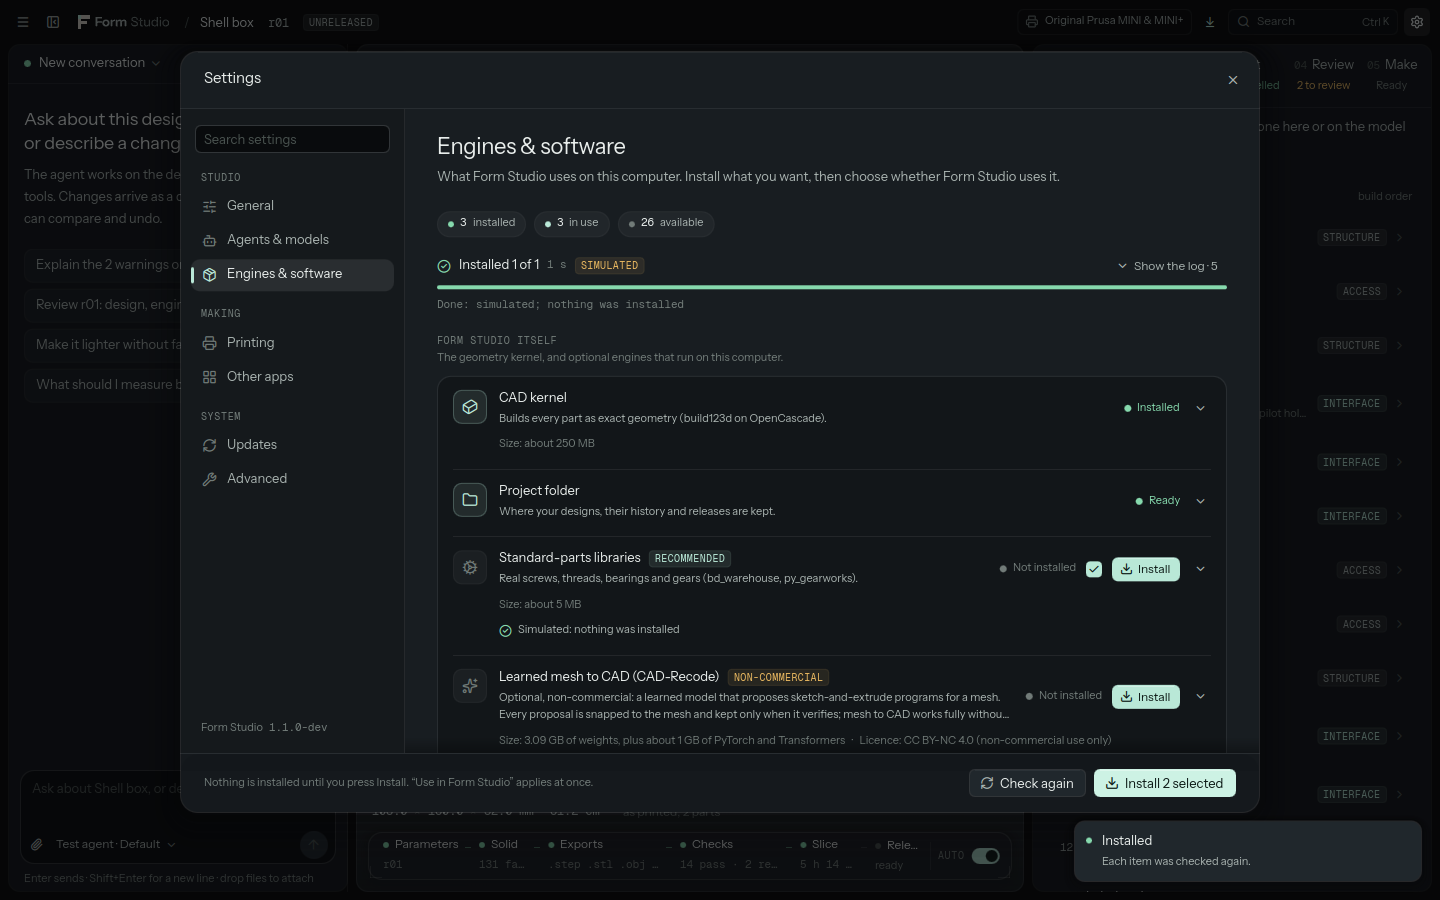 Form Studio / Shell box r01 UNRELEASED
Original Prusa MINI & MINI+
Search Ctrl K
New conversation
Ask about this desig
or describe a chang
The agent works on the de
tools. Changes arrive as a c
can compare and undo.
Explain the 2 warnings o
Review r01: design, engin
Make it lighter without fa
What should I measure b
Ask about Shell box, or de
Test agent · Default
Enter sends · Shift+Enter for a new line · drop files to attach
Settings
Search settings
STUDIO
General
Agents & models
Engines & software
MAKING
Printing
Other apps
SYSTEM
Updates
Advanced
Form Studio 1.1.0-dev
Engines & software
What Form Studio uses on this computer. Install what you want, then choose whether Form Studio uses it.
3 installed
3 in use
26 available
Installed 1 of 1 1 s SIMULATED
Show the log · 5
Done: simulated; nothing was installed
FORM STUDIO ITSELF
The geometry kernel, and optional engines that run on this computer.
CAD kernel
Builds every part as exact geometry (build123d on OpenCascade).
Size: about 250 MB
Installed
Project folder
Where your designs, their history and releases are kept.
Ready
Standard-parts libraries RECOMMENDED
Real screws, threads, bearings and gears (bd_warehouse, py_gearworks).
Size: about 5 MB
Simulated: nothing was installed
Not installed
Install
Learned mesh to CAD (CAD-Recode) NON-COMMERCIAL
Optional, non-commercial: a learned model that proposes sketch-and-extrude programs for a mesh.
Every proposal is snapped to the mesh and kept only when it verifies; mesh to CAD works fully withou…
Size: 3.09 GB of weights, plus about 1 GB of PyTorch and Transformers · Licence: CC BY-NC 4.0 (non-commercial use only)
Not installed
Install
Nothing is installed until you press Install. “Use in Form Studio” applies at once.
Check again
Install 2 selected
04 Review 05 Make
lled 2 to review Ready
one here or on the model
build order
STRUCTURE
ACCESS
STRUCTURE
INTERFACE
pilot hol…
INTERFACE
INTERFACE
ACCESS
ACCESS
STRUCTURE
INTERFACE
INTERFACE
as printed, 2 parts
Parameters … Solid … Exports … Checks … Slice … Rele…
r01 131 fa… .step .stl .obj … 14 pass · 2 re… 5 h 14 … ready
AUTO
12
Installed
Each item was checked again.